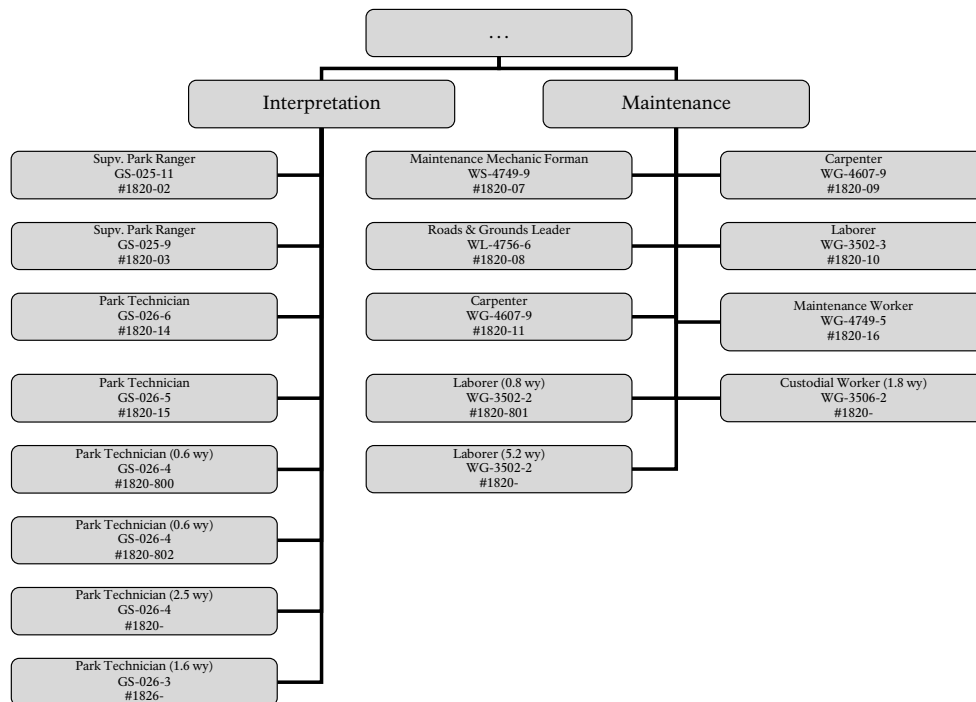 ...
Interpretation
Maintenance
Supv. Park Ranger
GS-025-11
#1820-02
Supv. Park Ranger
GS-025-9
#1820-03
Park Technician
GS-026-6
#1820-14
Park Technician
GS-026-5
#1820-15
Park Technician (0.6 wy)
GS-026-4
#1820-800
Park Technician (0.6 wy)
GS-026-4
#1820-802
Park Technician (2.5 wy)
GS-026-4
#1820-
Park Technician (1.6 wy)
GS-026-3
#1826-
Maintenance Mechanic Forman
WS-4749-9
#1820-07
Roads & Grounds Leader
WL-4756-6
#1820-08
Carpenter
WG-4607-9
#1820-11
Laborer (0.8 wy)
WG-3502-2
#1820-801
Laborer (5.2 wy)
WG-3502-2
#1820-
Carpenter
WG-4607-9
#1820-09
Laborer
WG-3502-3
#1820-10
Maintenance Worker
WG-4749-5
#1820-16
Custodial Worker (1.8 wy)
WG-3506-2
#1820-